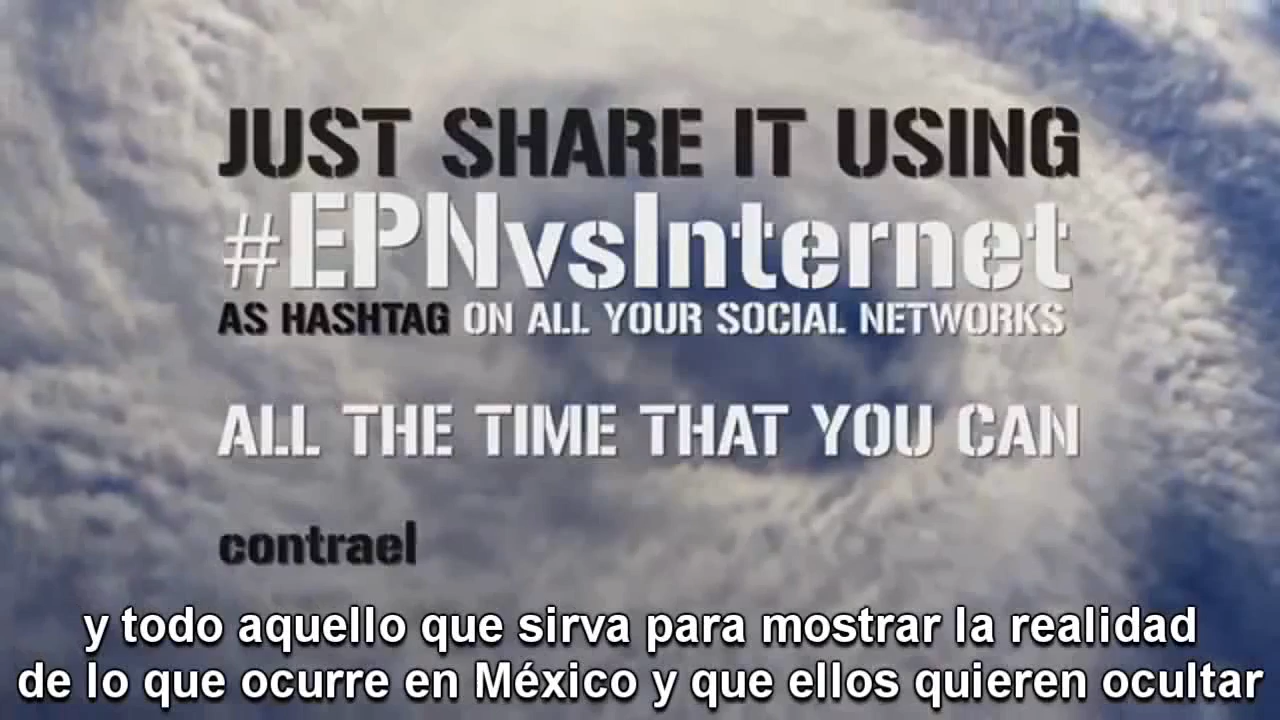 JUST SHARE IT USING
#EPNvsInternet
AS HASHTAG ON ALL YOUR SOCIAL NETWORKS
ALL THE TIME THAT YOU CAN
contrael
y todo aquello que sirva para mostrar la realidad
de lo que ocurre en México y que ellos quieren ocultar